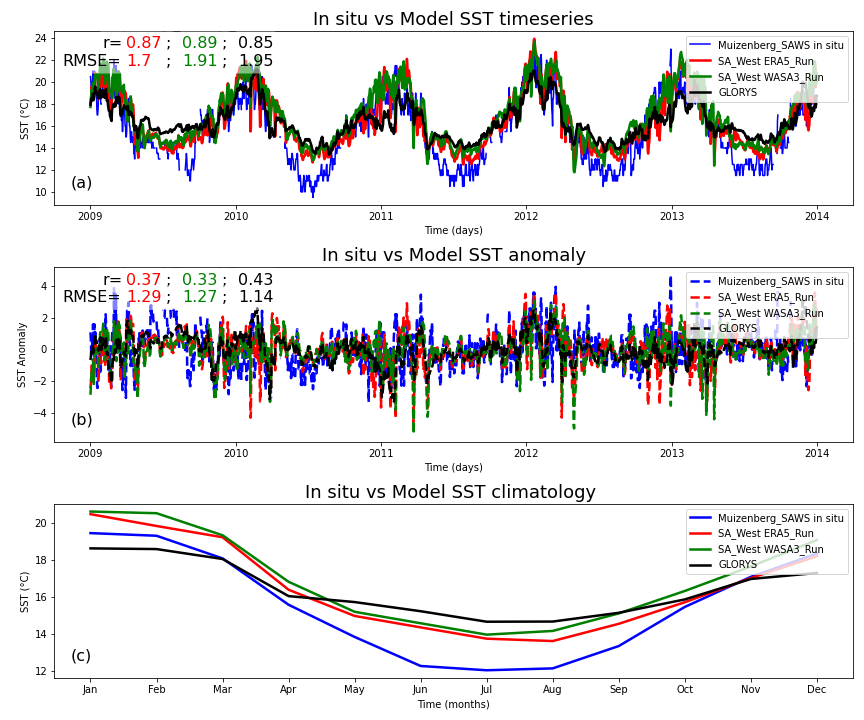 In situ vs Model SST timeseries
r= 0.87 ; 0.89 ; 0.85
RMSE= 1.7 ; 1.91 ; 1.95
Muizenberg_SAWS in situ
SA_West ERA5_Run
SA_West WASA3_Run
GLORYS
SST (°C)
24
22
20
18
16
14
12
10
(a)
2009 2010 2011 2012 2013 2014
Time (days)
In situ vs Model SST anomaly
r= 0.37 ; 0.33 ; 0.43
RMSE= 1.29 ; 1.27 ; 1.14
Muizenberg_SAWS in situ
SA_West ERA5_Run
SA_West WASA3_Run
GLORYS
SST Anomaly
4
2
0
−2
−4
(b)
2009 2010 2011 2012 2013 2014
Time (days)
In situ vs Model SST climatology
Muizenberg_SAWS in situ
SA_West ERA5_Run
SA_West WASA3_Run
GLORYS
SST (°C)
20
18
16
14
12
(c)
Jan Feb Mar Apr May Jun Jul Aug Sep Oct Nov Dec
Time (months)